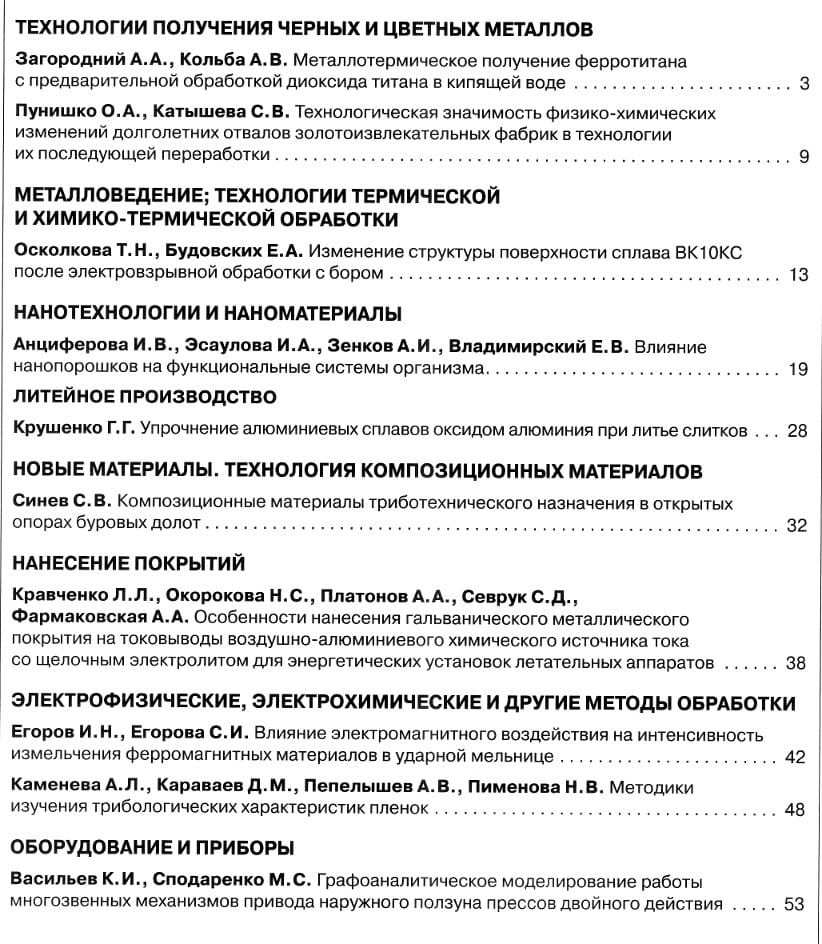 ТЕХНОЛОГИИ ПОЛУЧЕНИЯ ЧЕРНЫХ И ЦВЕТНЫХ МЕТАЛЛОВ
Загородний А.А., Кольба А.В. Металлотермическое получение ферротитана
с предварительной обработкой диоксида титана в кипящей воде . . . . . . . . . . . . . . . . . . . . . . . 3
Пунишко О.А., Катышева С.В. Технологическая значимость физико-химических
изменений долголетних отвалов золотоизвлекательных фабрик в технологии
их последующей переработки . . . . . . . . . . . . . . . . . . . . . . . . . . . . . . . . . . . . . . . . . . . . . . . . . . . . . 9
МЕТАЛЛОВЕДЕНИЕ; ТЕХНОЛОГИИ ТЕРМИЧЕСКОЙ
И ХИМИКО-ТЕРМИЧЕСКОЙ ОБРАБОТКИ
Осколкова Т.Н., Будовских Е.А. Изменение структуры поверхности сплава ВК10КС
после электровзрывной обработки с бором . . . . . . . . . . . . . . . . . . . . . . . . . . . . . . . . . . . . . . . . 13
НАНОТЕХНОЛОГИИ И НАНОМАТЕРИАЛЫ
Анциферова И.В., Эсаулова И.А., Зенков А.И., Владимирский Е.В. Влияние
нанопорошков на функциональные системы организма. . . . . . . . . . . . . . . . . . . . . . . . . . . . . . 19
ЛИТЕЙНОЕ ПРОИЗВОДСТВО
Крушенко Г.Г. Упрочнение алюминиевых сплавов оксидом алюминия при литье слитков . . . 28
НОВЫЕ МАТЕРИАЛЫ. ТЕХНОЛОГИЯ КОМПОЗИЦИОННЫХ МАТЕРИАЛОВ
Синев С.В. Композиционные материалы триботехнического назначения в открытых
опорах буровых долот . . . . . . . . . . . . . . . . . . . . . . . . . . . . . . . . . . . . . . . . . . . . . . . . . . . . . . . . . . 32
НАНЕСЕНИЕ ПОКРЫТИЙ
Кравченко Л.Л., Окорокова Н.С., Платонов А.А., Севрук С.Д.,
Фармаковская А.А. Особенности нанесения гальванического металлического
покрытия на токовыводы воздушно-алюминиевого химического источника тока
со щелочным электролитом для энергетических установок летательных аппаратов . . . . . . 38
ЭЛЕКТРОФИЗИЧЕСКИЕ, ЭЛЕКТРОХИМИЧЕСКИЕ И ДРУГИЕ МЕТОДЫ ОБРАБОТКИ
Егоров И.Н., Егорова С.И. Влияние электромагнитного воздействия на интенсивность
измельчения ферромагнитных материалов в ударной мельнице . . . . . . . . . . . . . . . . . . . . . . 42
Каменева А.Л., Караваев Д.М., Пепелышев А.В., Пименова Н.В. Методики
изучения трибологических характеристик пленок . . . . . . . . . . . . . . . . . . . . . . . . . . . . . . . . . . . 48
ОБОРУДОВАНИЕ И ПРИБОРЫ
Васильев К.И., Сподаренко М.С. Графоаналитическое моделирование работы
многозвенных механизмов привода наружного ползуна прессов двойного действия . . . . . 53